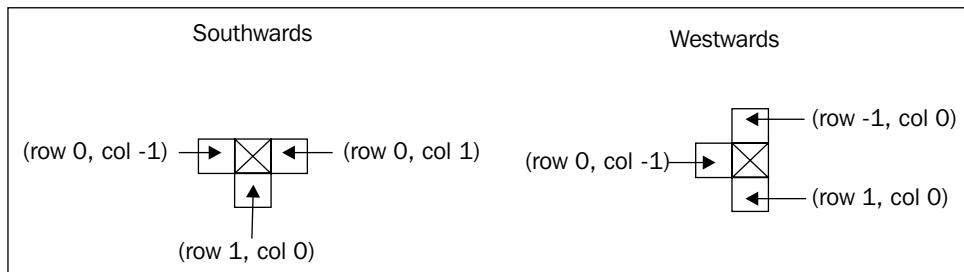 Southwards
Westwards
(row 0, col -1)
(row 0, col 1)
(row 1, col 0)
(row -1, col 0)
(row 0, col -1)
(row 1, col 0)